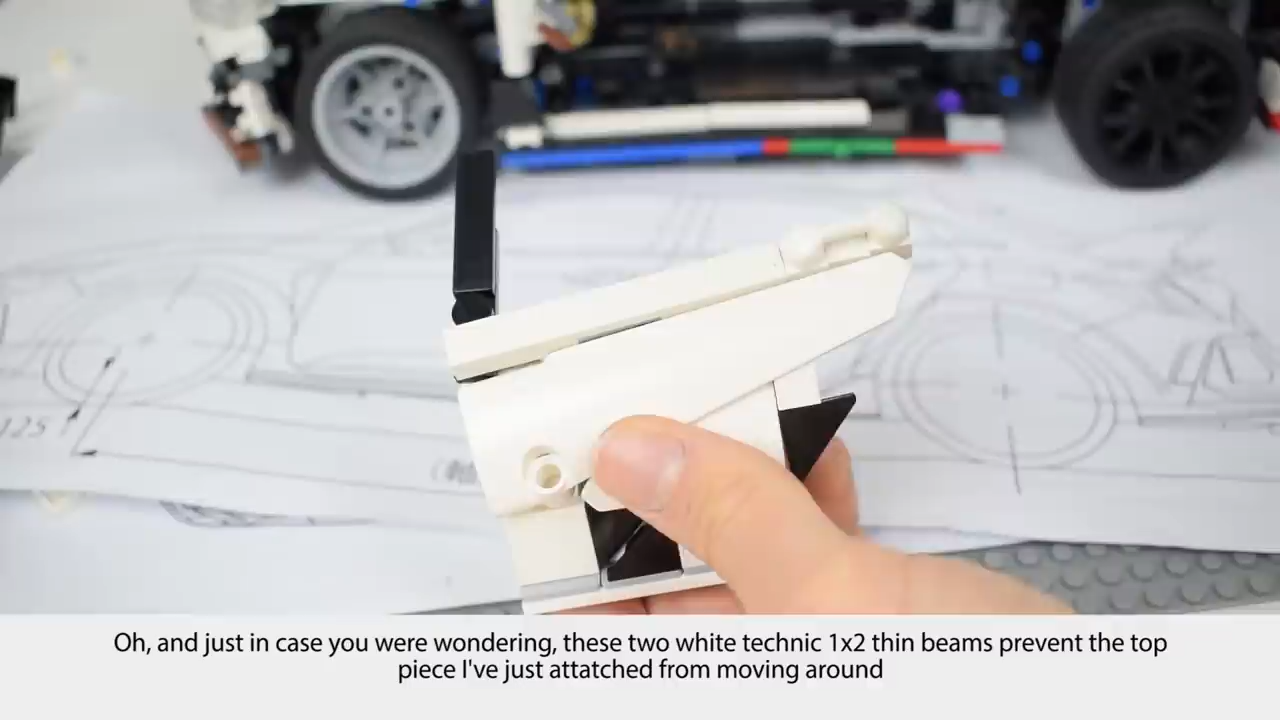 125
Oh, and just in case you were wondering, these two white technic 1x2 thin beams prevent the top
piece I've just attatched from moving around